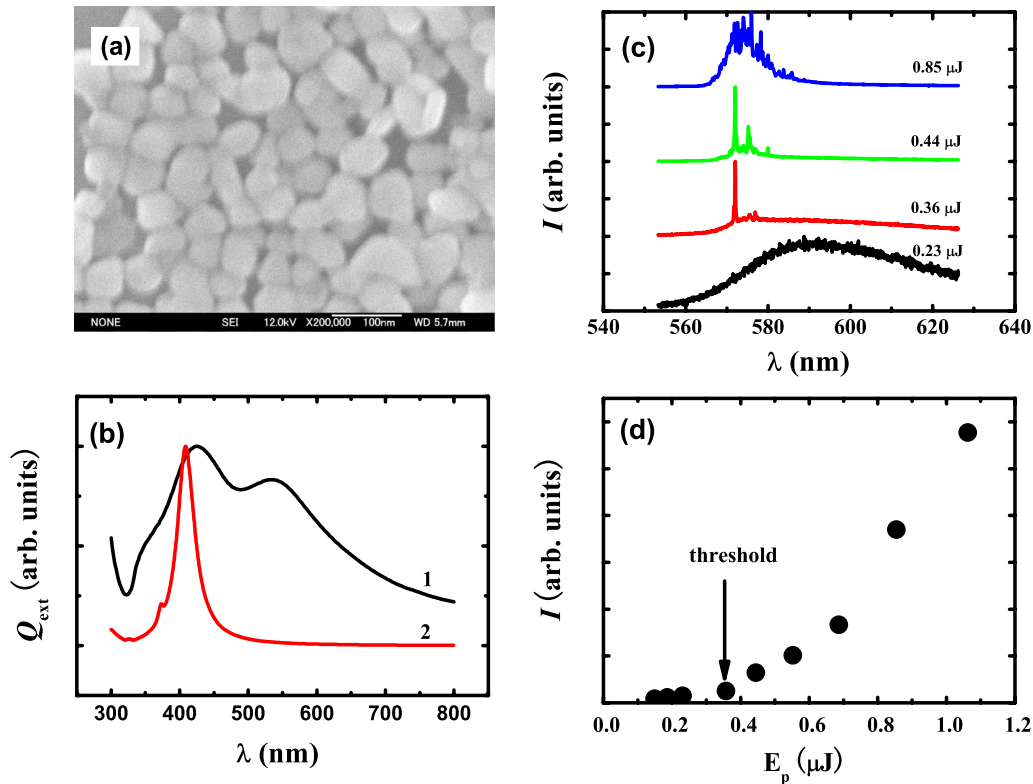 (a)
NONE SEI 12.0kV X200,000 100nm WD 5.7mm
(c)
0.85 μJ
0.44 μJ
0.36 μJ
0.23 μJ
I (arb. units)
540 560 580 600 620 640
λ (nm)
(b)
1
2
Qext (arb. units)
300 400 500 600 700 800
λ (nm)
(d)
threshold
I (arb. units)
0.0 0.2 0.4 0.6 0.8 1.0 1.2
Ep (μJ)